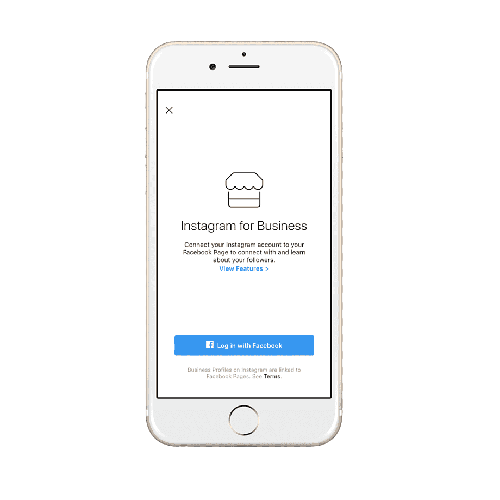 Instagram for Business
Connect your Instagram account to your
Facebook Page to connect with and learn
about your followers.
View Features >
Log in with Facebook
Business Profiles on Instagram are linked to
Facebook Pages. See Terms.